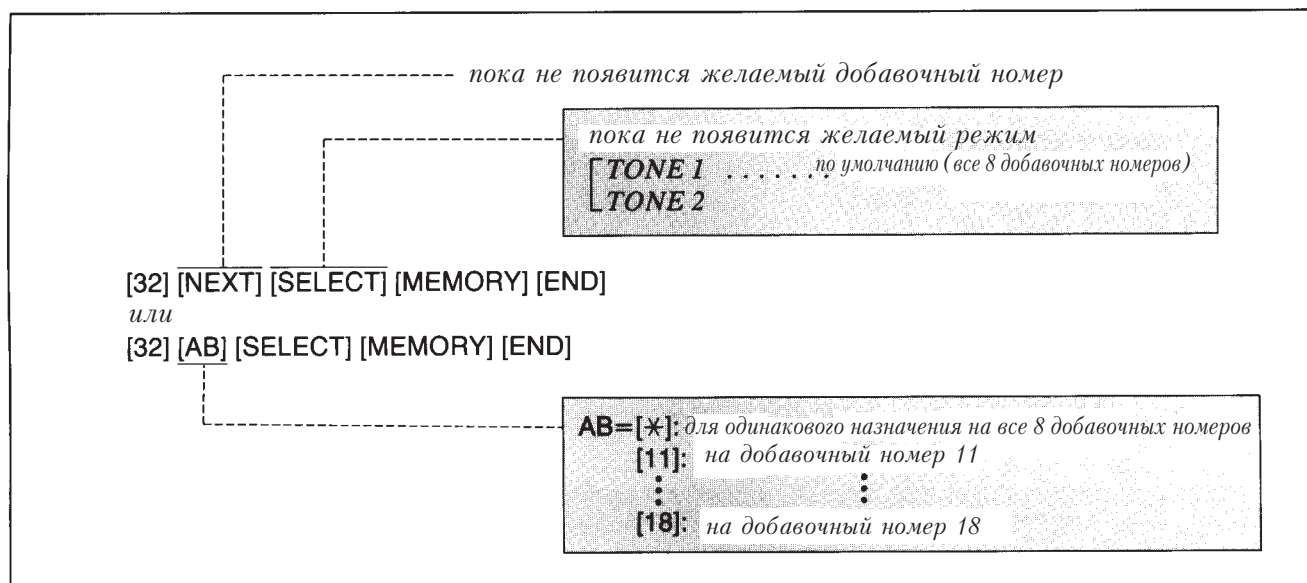 пока не появится желаемый добавочный номер
пока не появится желаемый режим
TONE 1 ....... по умолчанию (все 8 добавочных номеров)
TONE 2
[32] [NEXT] [SELECT] [MEMORY] [END]
или
[32] [AB] [SELECT] [MEMORY] [END]
AB=[*]: для одинакового назначения на все 8 добавочных номеров
[11]: на добавочный номер 11
⋮ ⋮
[18]: на добавочный номер 18